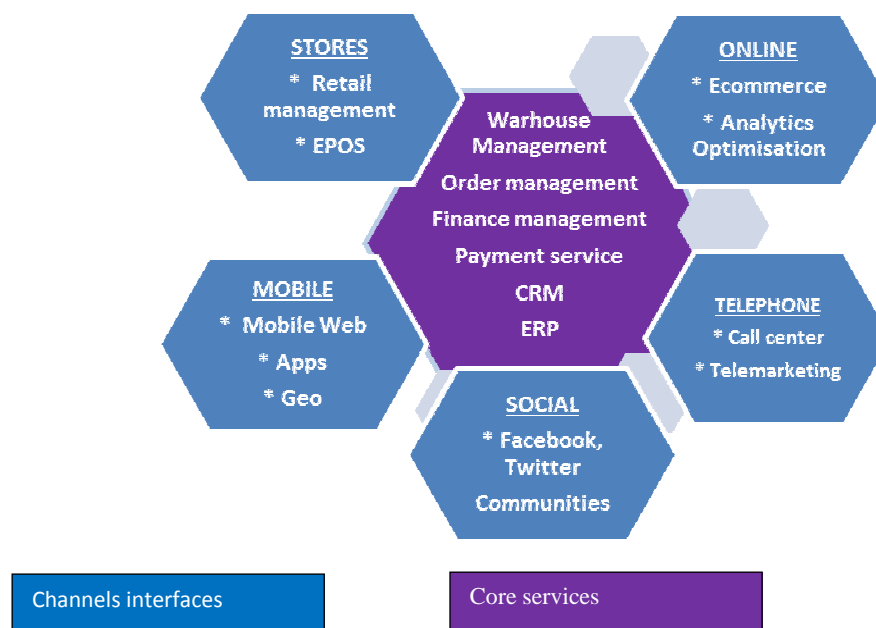 STORES
* Retail
management
* EPOS
ONLINE
* Ecommerce
* Analytics
Optimisation
Warhouse
Management
Order management
Finance management
Payment service
CRM
ERP
MOBILE
* Mobile Web
* Apps
* Geo
TELEPHONE
* Call center
* Telemarketing
SOCIAL
* Facebook,
Twitter
Communities
Channels interfaces
Core services